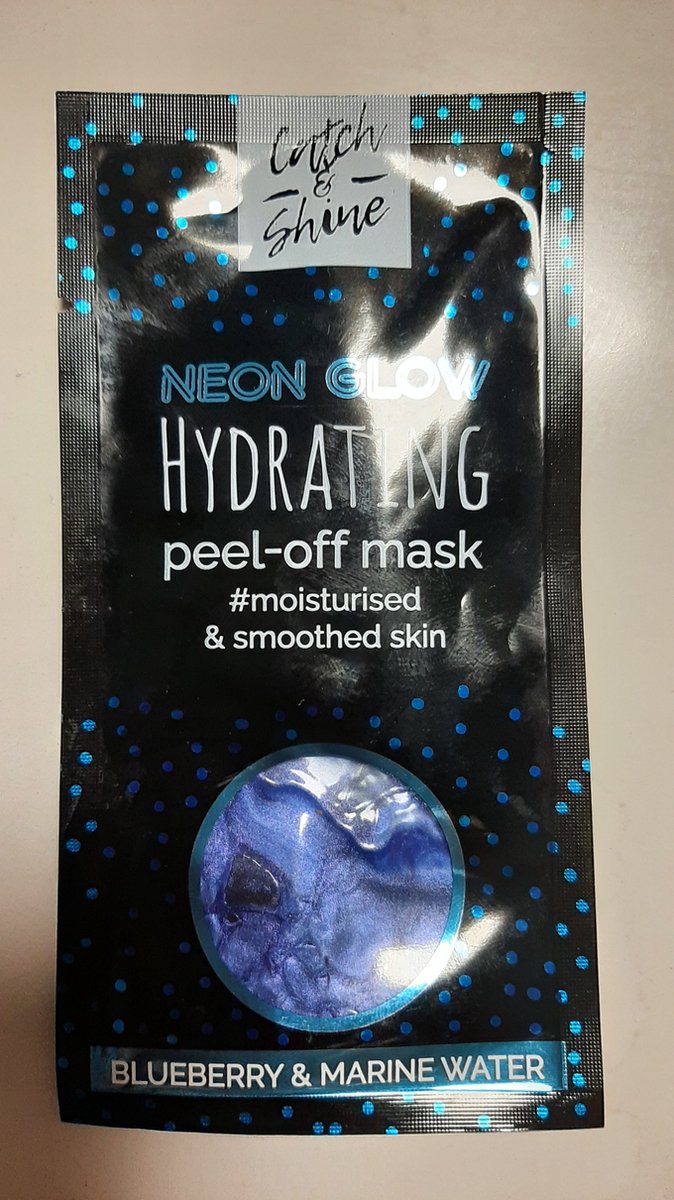 Catch
&
Shine
NEON GLOW
HYDRATING
peel-off mask
#moisturised
& smoothed skin
BLUEBERRY & MARINE WATER